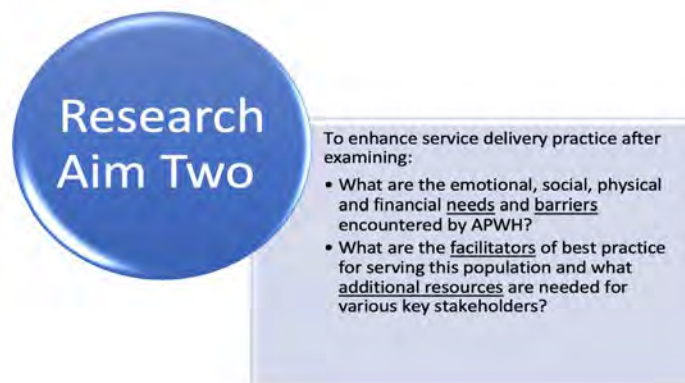 Research
Aim Two
To enhance service delivery practice after
examining:
• What are the emotional, social, physical
and financial needs and barriers
encountered by APWH?
• What are the facilitators of best practice
for serving this population and what
additional resources are needed for
various key stakeholders?